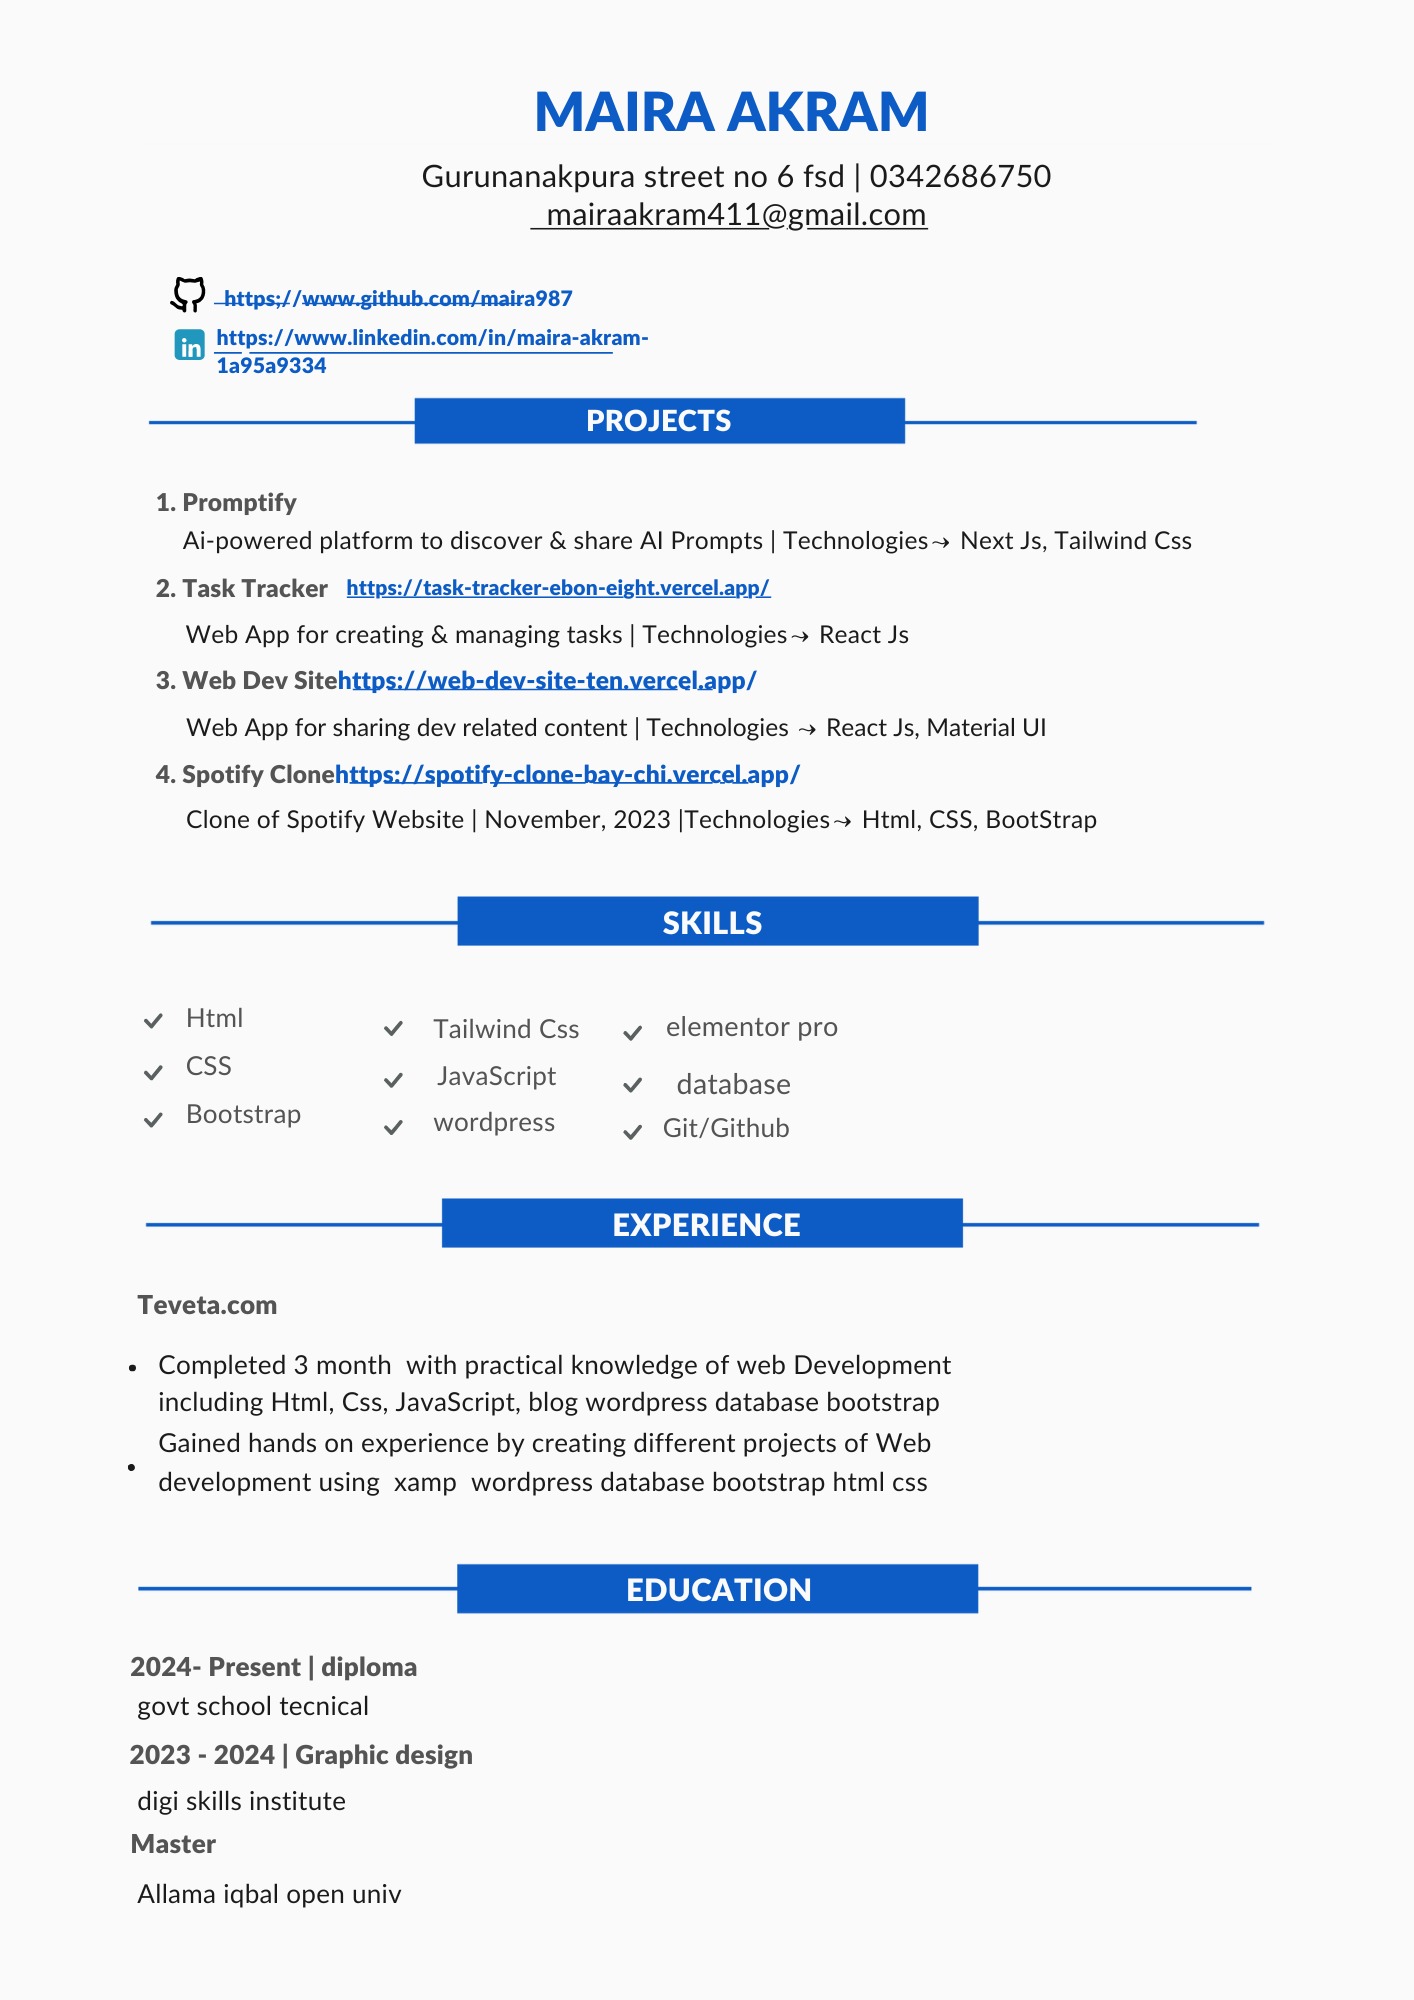 MAIRA AKRAM
Gurunanakpura street no 6 fsd | 0342686750
mairaakram411@gmail.com
https;//www.github.com/maira987
https://www.linkedin.com/in/maira-akram-
1a95a9334
PROJECTS
1. Promptify
Ai-powered platform to discover & share AI Prompts | Technologies→ Next Js, Tailwind Css
2. Task Tracker https://task-tracker-ebon-eight.vercel.app/
Web App for creating & managing tasks | Technologies→ React Js
3. Web Dev Sitehttps://web-dev-site-ten.vercel.app/
Web App for sharing dev related content | Technologies → React Js, Material UI
4. Spotify Clonehttps://spotify-clone-bay-chi.vercel.app/
Clone of Spotify Website | November, 2023 |Technologies→ Html, CSS, BootStrap
SKILLS
✓ Html
✓ CSS
✓ Bootstrap
✓ Tailwind Css
✓ JavaScript
✓ wordpress
✓ elementor pro
✓ database
✓ Git/Github
EXPERIENCE
Teveta.com
• Completed 3 month with practical knowledge of web Development
including Html, Css, JavaScript, blog wordpress database bootstrap
• Gained hands on experience by creating different projects of Web
development using xamp wordpress database bootstrap html css
EDUCATION
2024- Present | diploma
govt school tecnical
2023 - 2024 | Graphic design
digi skills institute
Master
Allama iqbal open univ